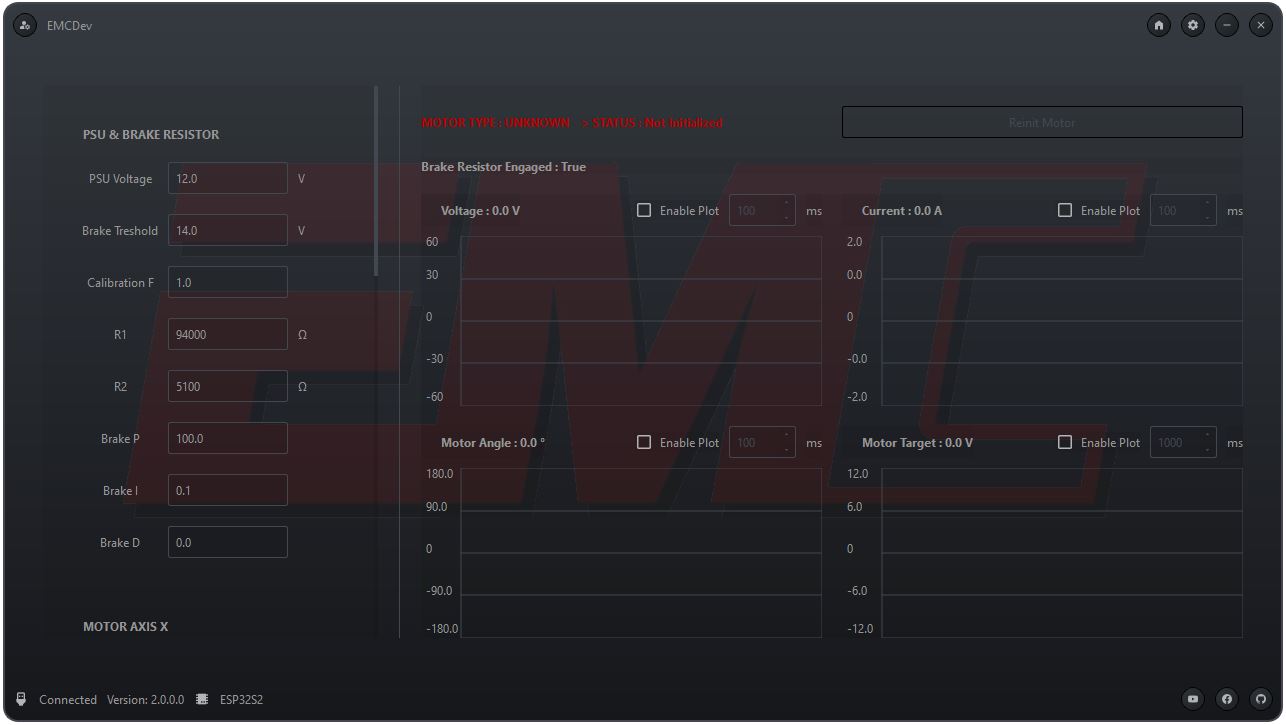 EMCDev
PSU & BRAKE RESISTOR
PSU Voltage 12.0 V
Brake Treshold 14.0 V
Calibration F 1.0
R1 94000 Ω
R2 5100 Ω
Brake P 100.0
Brake I 0.1
Brake D 0.0
MOTOR AXIS X
MOTOR TYPE : UNKNOWN -> STATUS : Not Initialized
Reinit Motor
Brake Resistor Engaged : True
Voltage : 0.0 V Enable Plot 100 ms
60
30
0
-30
-60
Current : 0.0 A Enable Plot 100 ms
2.0
0.0
0
-0.0
-2.0
Motor Angle : 0.0 ° Enable Plot 100 ms
180.0
90.0
0
-90.0
-180.0
Motor Target : 0.0 V Enable Plot 1000 ms
12.0
6.0
0
-6.0
-12.0
EMC
Connected Version: 2.0.0.0 ESP32S2